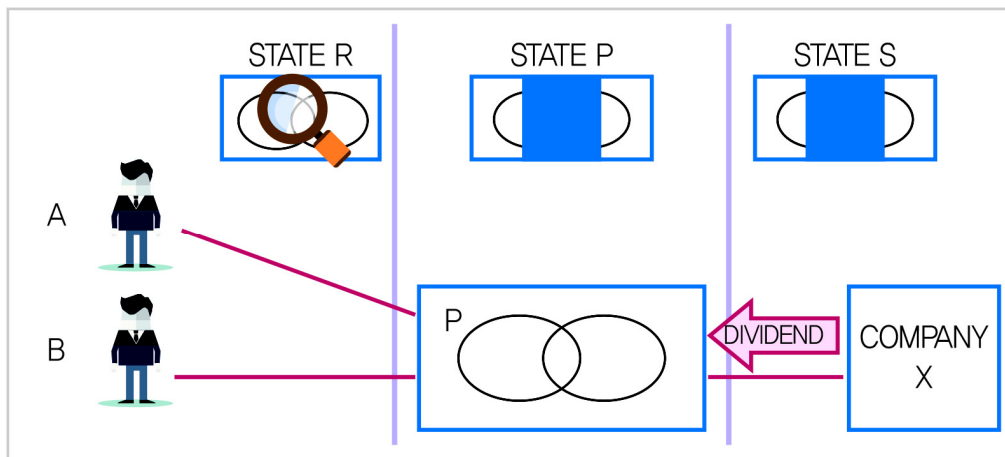 STATE R
STATE P
STATE S
A
B
P
DIVIDEND
COMPANY
X